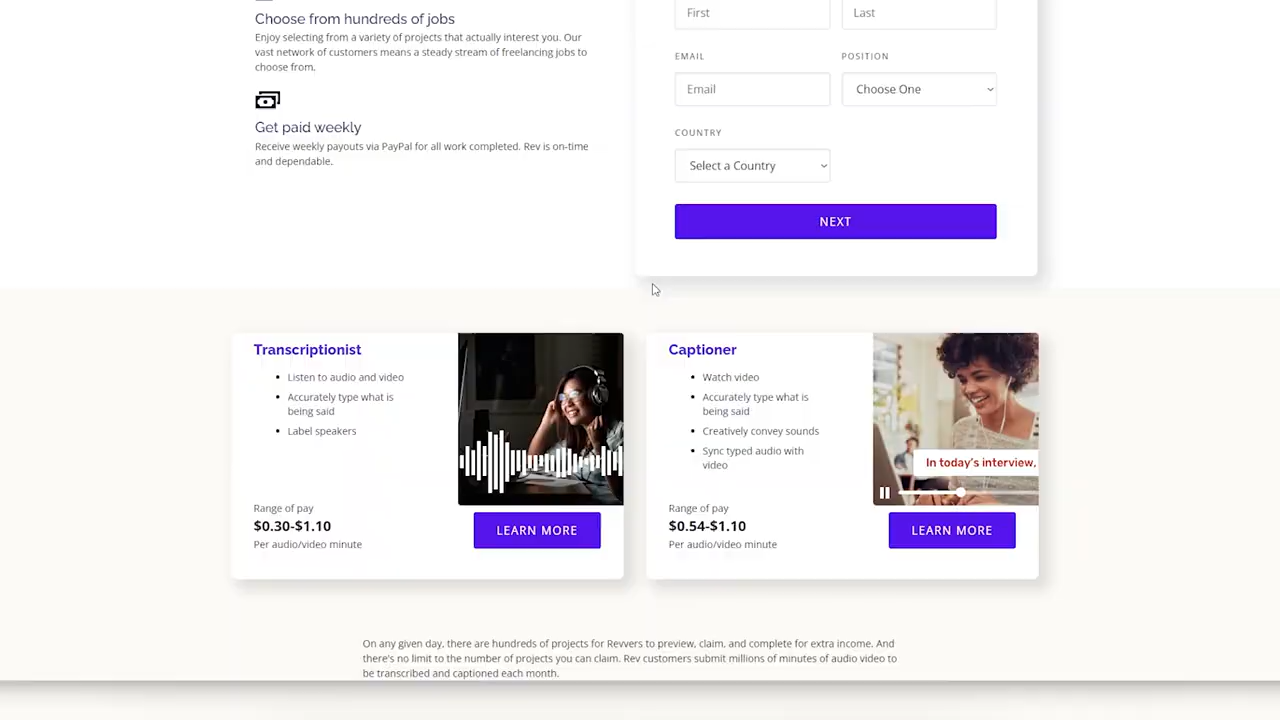 Choose from hundreds of jobs
Enjoy selecting from a variety of projects that actually interest you. Our
vast network of customers means a steady stream of freelancing jobs to
choose from.
Get paid weekly
Receive weekly payouts via PayPal for all work completed. Rev is on-time
and dependable.
First
Last
EMAIL
POSITION
Email
Choose One
COUNTRY
Select a Country
NEXT
Transcriptionist
Listen to audio and video
Accurately type what is
being said
Label speakers
Range of pay
$0.30-$1.10
Per audio/video minute
LEARN MORE
Captioner
Watch video
Accurately type what is
being said
Creatively convey sounds
Sync typed audio with
video
In today's interview,
Range of pay
$0.54-$1.10
Per audio/video minute
LEARN MORE
On any given day, there are hundreds of projects for Revvers to preview, claim, and complete for extra income. And
there's no limit to the number of projects you can claim. Rev customers submit millions of minutes of audio video to
be transcribed and captioned each month.